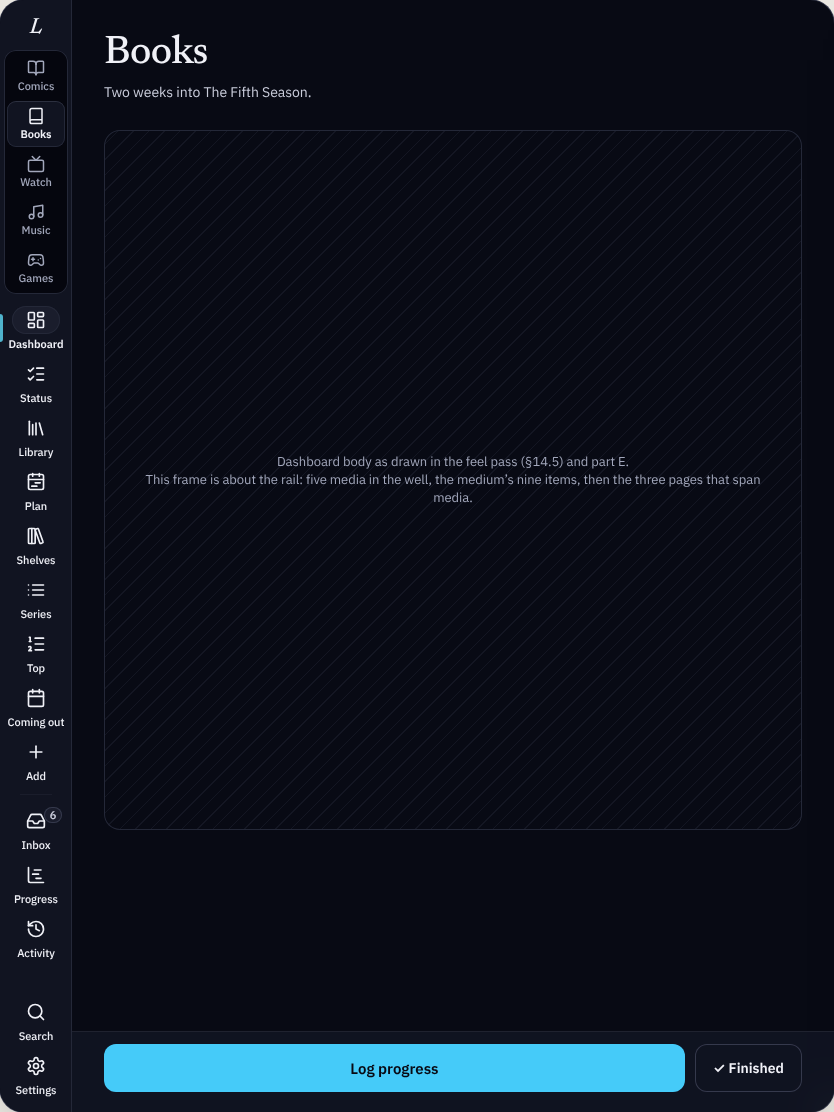 L
Comics
Books
Watch
Music
Games
Dashboard
Status
Library
Plan
Shelves
Series
Top
Coming out
Add
6
Inbox
Progress
Activity
Search
Settings
Books
Two weeks into The Fifth Season.
Dashboard body as drawn in the feel pass (§14.5) and part E.
This frame is about the rail: five media in the well, the medium’s nine items, then the three pages that span
media.
Log progress
✓ Finished